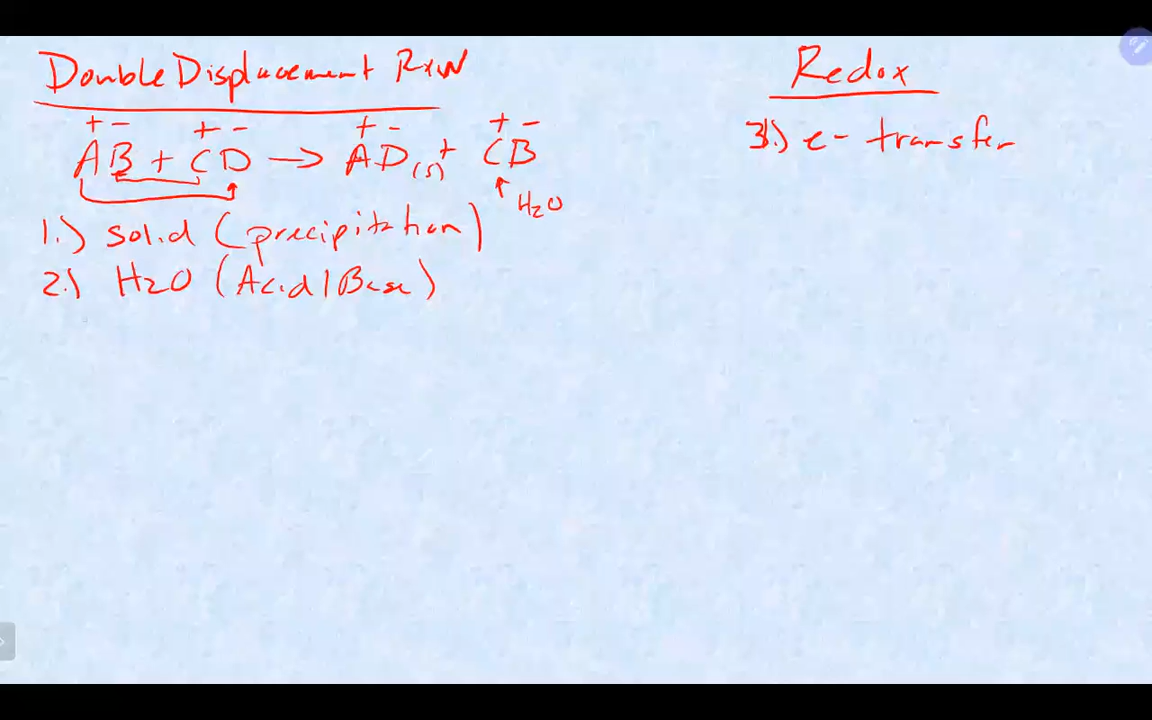 Double Displacement RxN
+ - + - + - + -
AB + CD → AD(s) + CB
H2O
1.) solid (precipitation)
2.) H2O (Acid/Base)
Redox
3.) e- transfer